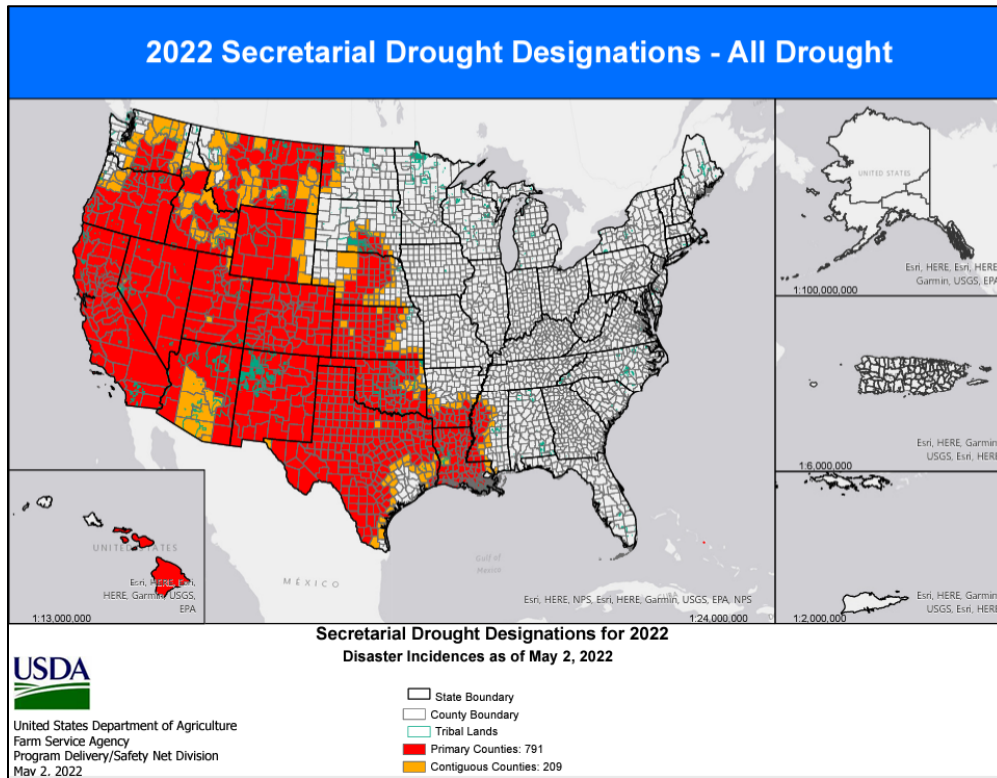 2022 Secretarial Drought Designations - All Drought
UNITED STATES
Esri, HERE, Esri, HERE,
Garmin, USGS, EPA
1:100,000,000
Esri, HERE, Garmin,
USGS, Esri, HERE
1:6,000,000
Gulf of
Mexico
UNITED STATES
Esri, HERE, Esri,
HERE, Garmin, USGS,
EPA
1:13,000,000
MÉXICO
Esri, HERE, NPS, Esri, HERE, Garmin, USGS, EPA, NPS
1:24,000,000
Esri, HERE, Garmin,
USGS, Esri, HERE
1:2,000,000
Secretarial Drought Designations for 2022
Disaster Incidences as of May 2, 2022
USDA
United States Department of Agriculture
Farm Service Agency
Program Delivery/Safety Net Division
May 2, 2022
State Boundary
County Boundary
Tribal Lands
Primary Counties: 791
Contiguous Counties: 209